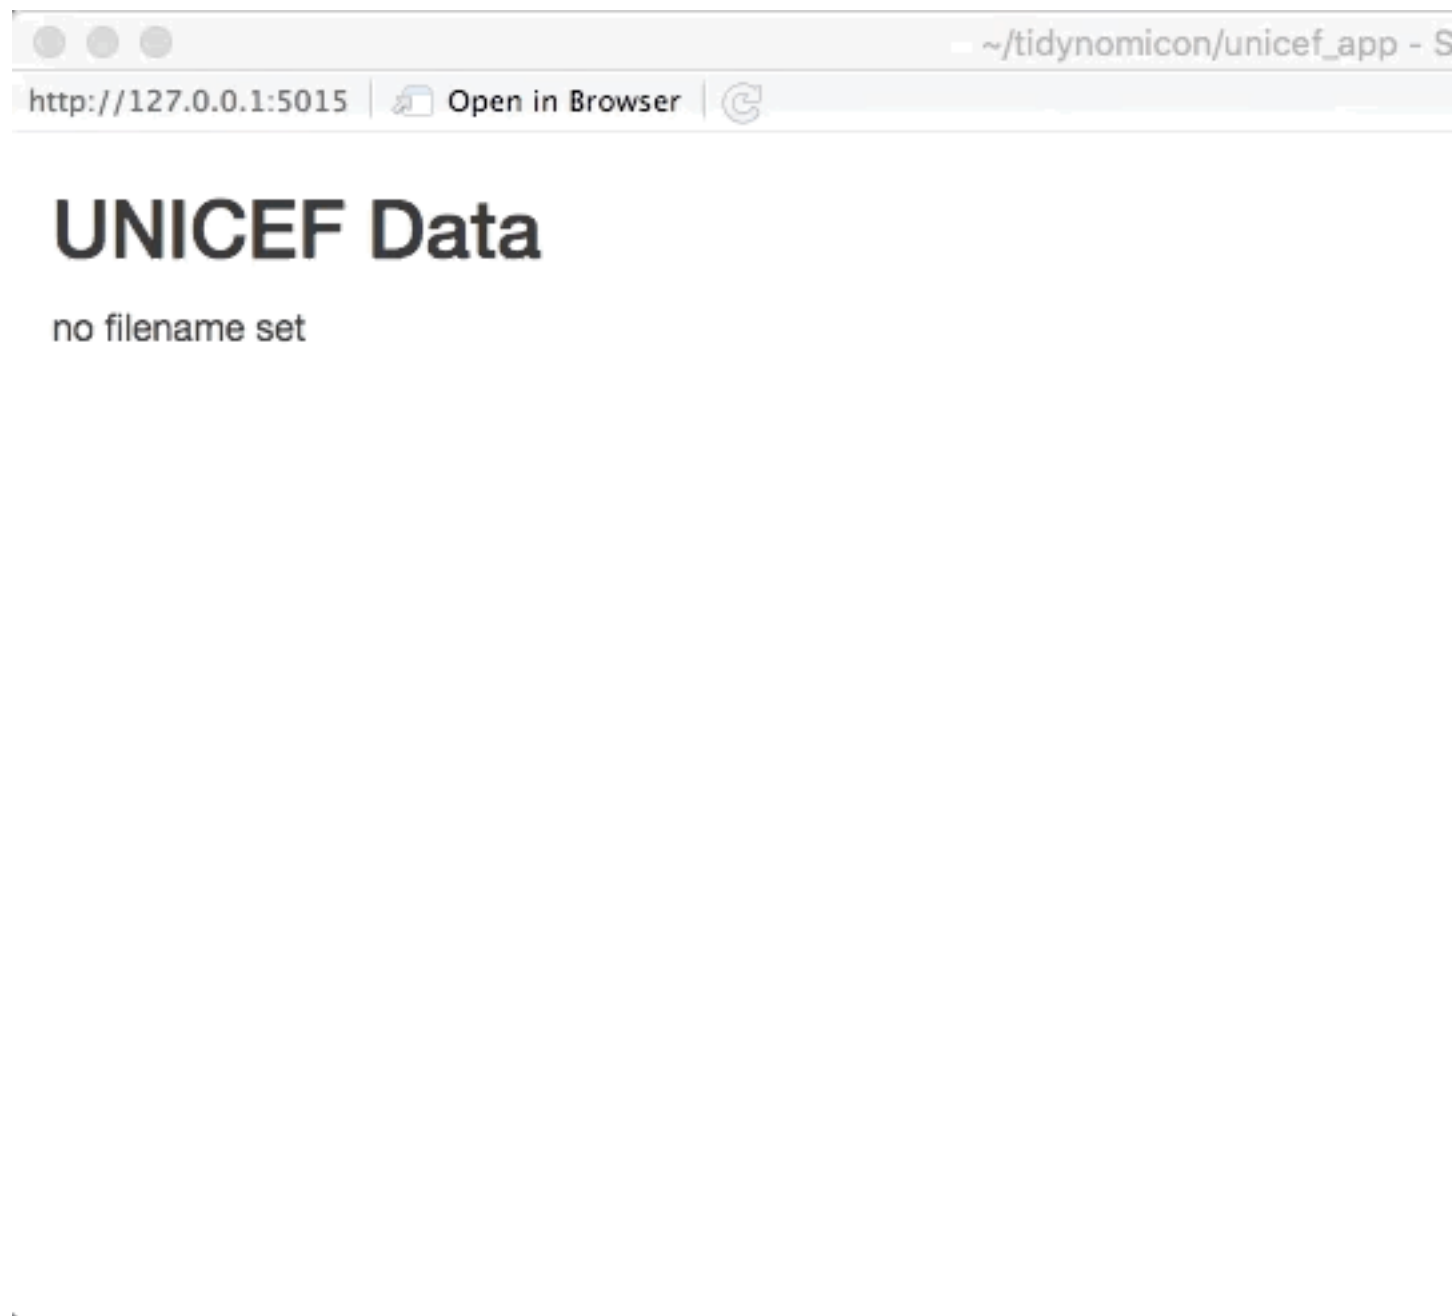 ~/tidynomicon/unicef_app - S
http://127.0.0.1:5015 Open in Browser
UNICEF Data
no filename set